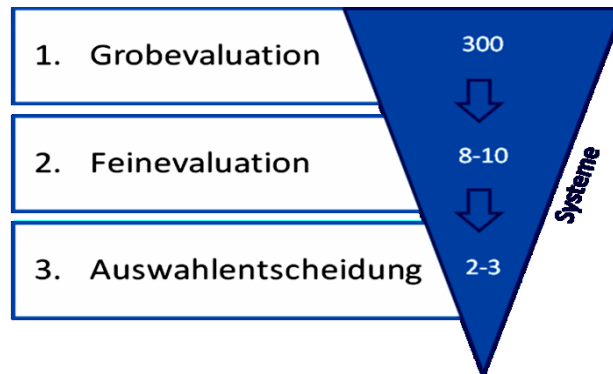 1. Grobevaluation
300
2. Feinevaluation
8-10
Systeme
3. Auswahlentscheidung
2-3